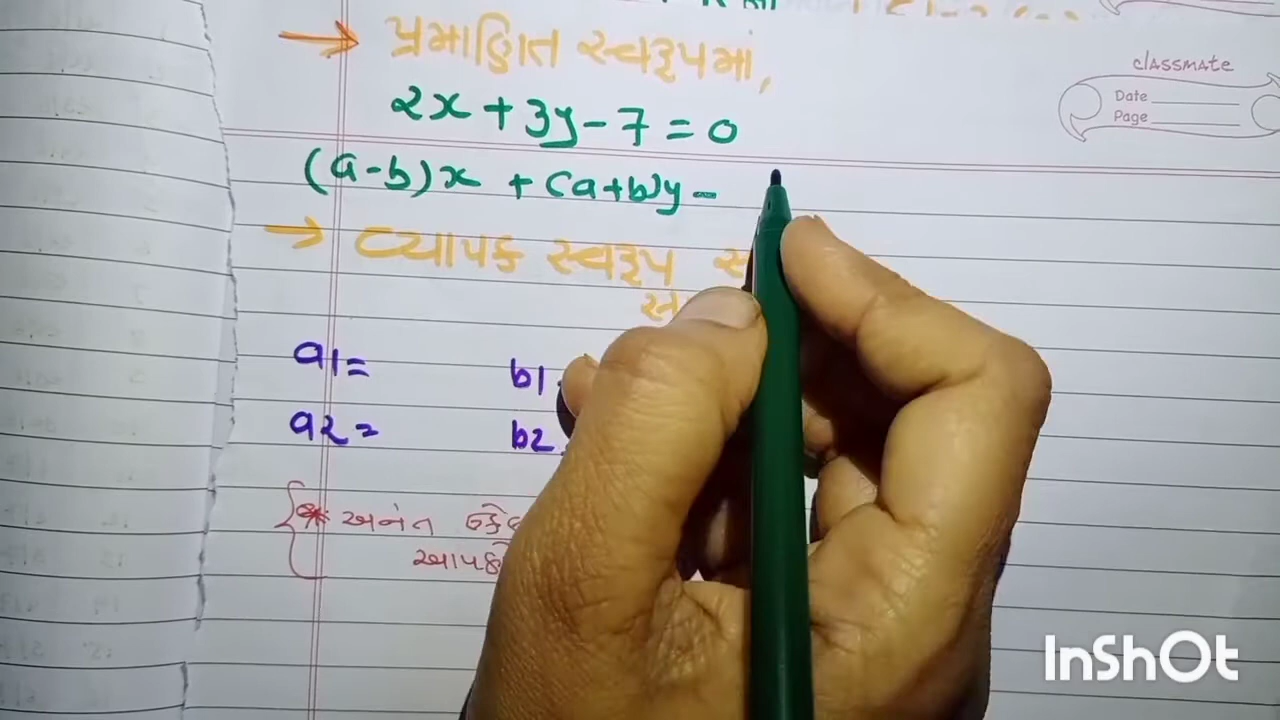 classmate
Date
Page
→ પ્રમાણિત સ્વરૂપમાં,
2x + 3y - 7 = 0
(a-b)x + (a+b)y -
→ વ્યાપક સ્વરૂપ
a1=
b1
a2=
b2
અનંત
InShOt